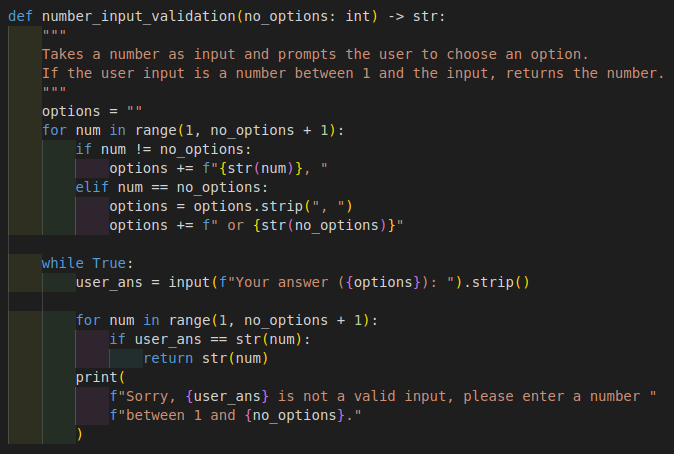 def number_input_validation(no_options: int) -> str:
    """
    Takes a number as input and prompts the user to choose an option.
    If the user input is a number between 1 and the input, returns the number.
    """
    options = ""
    for num in range(1, no_options + 1):
        if num != no_options:
            options += f"{str(num)}, "
        elif num == no_options:
            options = options.strip(", ")
            options += f" or {str(no_options)}"

    while True:
        user_ans = input(f"Your answer ({options}): ").strip()

        for num in range(1, no_options + 1):
            if user_ans == str(num):
                return str(num)
        print(
            f"Sorry, {user_ans} is not a valid input, please enter a number "
            f"between 1 and {no_options}."
        )